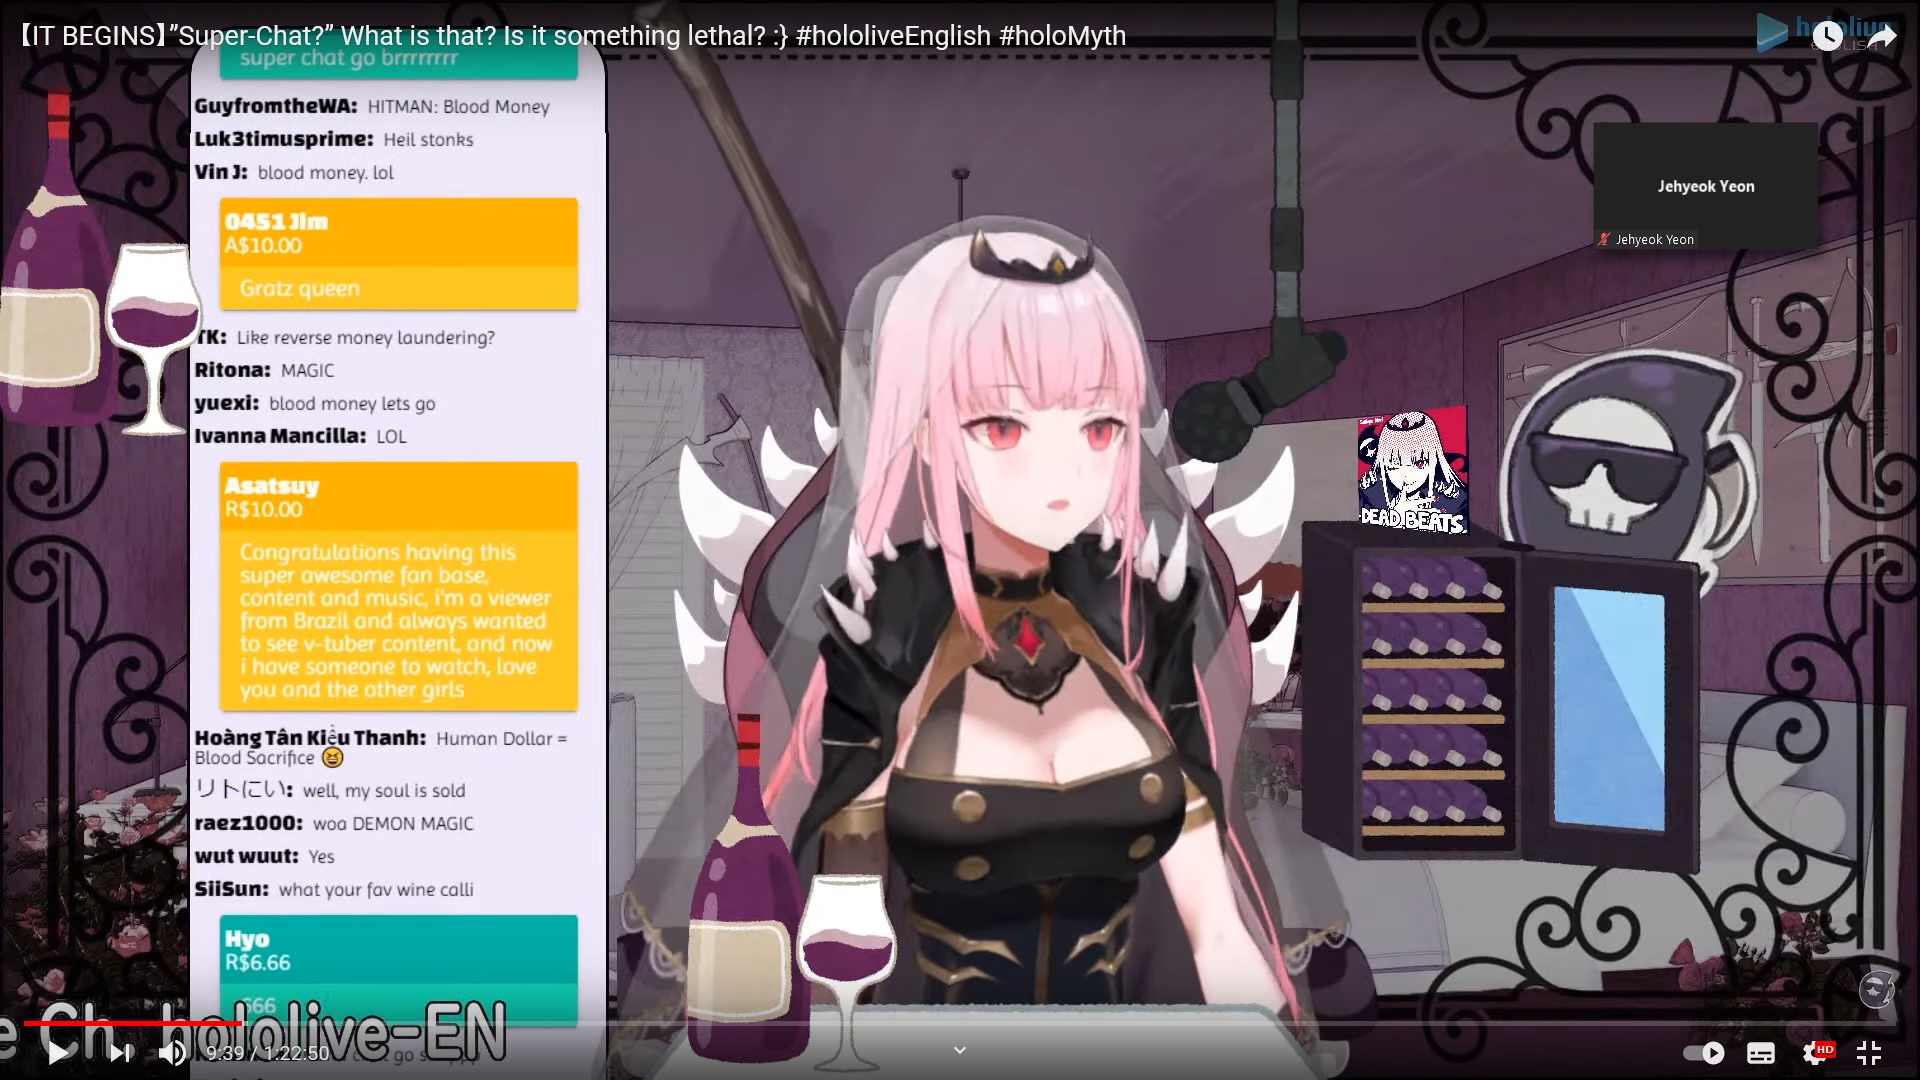 【IT BEGINS】”Super-Chat?” What is that? Is it something lethal? :} #hololiveEnglish #holoMyth
hololive
super chat go brrrrrrrr
GuyfromtheWA: HITMAN: Blood Money
Luk3timusprime: Heil stonks
Vin J: blood money. lol
0451 Jim
A$10.00
Gratz queen
TK: Like reverse money laundering?
Ritona: MAGIC
yuexi: blood money lets go
Ivanna Mancilla: LOL
Asatsuy
R$10.00
Congratulations having this
super awesome fan base,
content and music, i'm a viewer
from Brazil and always wanted
to see v-tuber content, and now
i have someone to watch, love
you and the other girls
Hoàng Tân Kiều Thanh: Human Dollar =
Blood Sacrifice 😆
リトにい: well, my soul is sold
raez1000: woa DEMON MAGIC
wut wuut: Yes
SiiSun: what your fav wine calli
Hyo
R$6.66
666
e Ch. hololive-EN
9:39 / 1:22:50
Jehyeok Yeon
Jehyeok Yeon
DEAD BEATS
HD